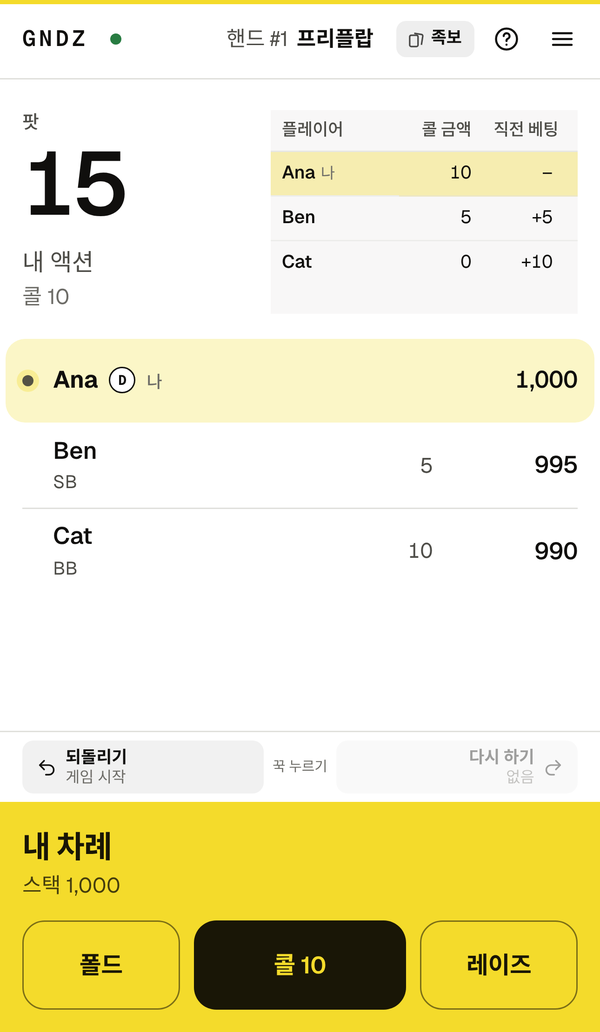 GNDZ 핸드 #1 프리플랍 족보
팟
15
내 액션
콜 10
플레이어 콜 금액 직전 베팅
Ana 나 10 –
Ben 5 +5
Cat 0 +10
Ana D 나 1,000
Ben
SB
5 995
Cat
BB
10 990
되돌리기
게임 시작
꾹 누르기
다시 하기
없음
내 차례
스택 1,000
폴드 콜 10 레이즈